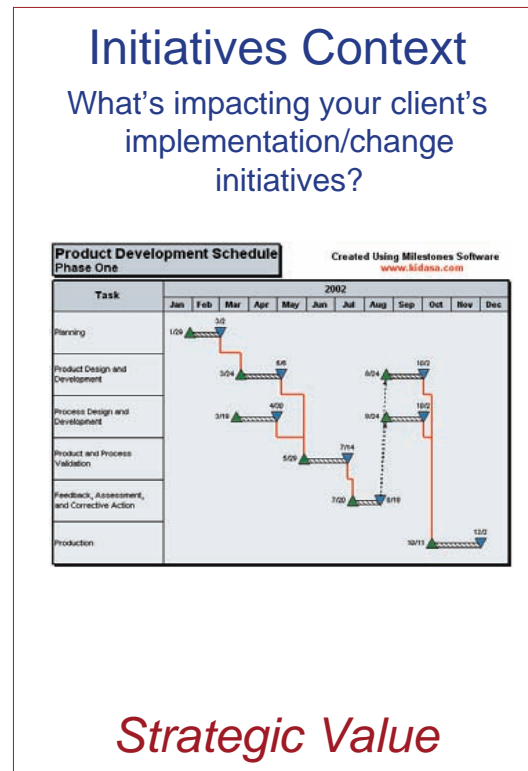 Initiatives Context
What's impacting your client's
implementation/change
initiatives?
Product Development Schedule
Phase One
Created Using Milestones Software
www.kidasa.com
Task
2002
Jan Feb Mar Apr May Jun Jul Aug Sep Oct Nov Dec
Planning
1/29 3/2
Product Design and
Development
3/24 6/6 8/24 10/2
Process Design and
Development
3/19 4/30 8/24 10/2
Product and Process
Validation
5/29 7/14
Feedback, Assessment,
and Corrective Action
7/20 8/18
Production
10/11 12/2
Strategic Value